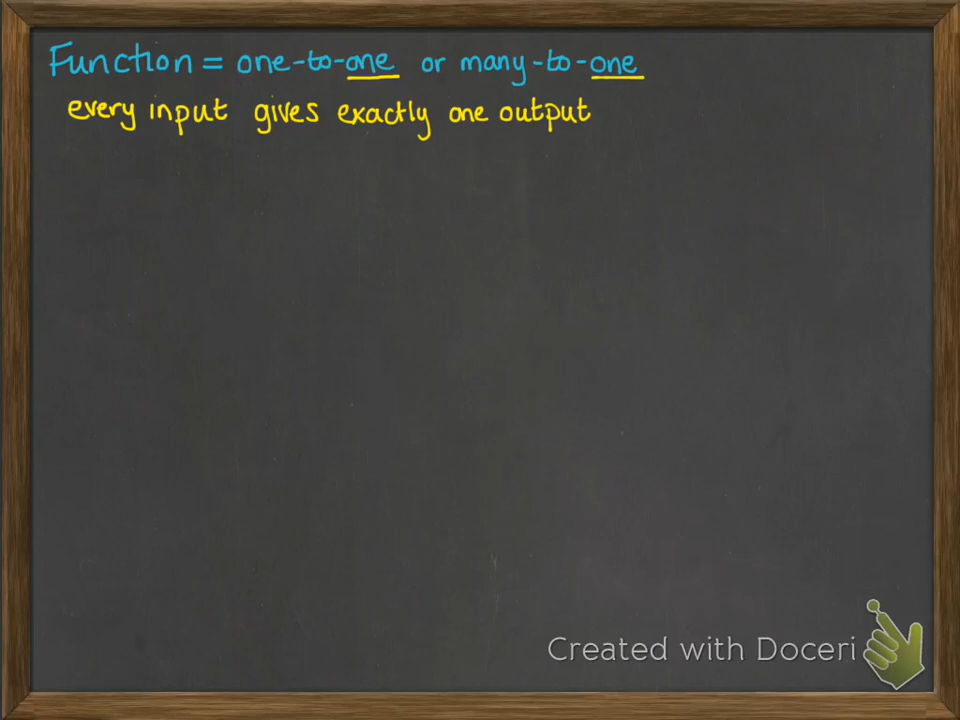 Function = one-to-one or many-to-one
every input gives exactly one output
Created with Doceri